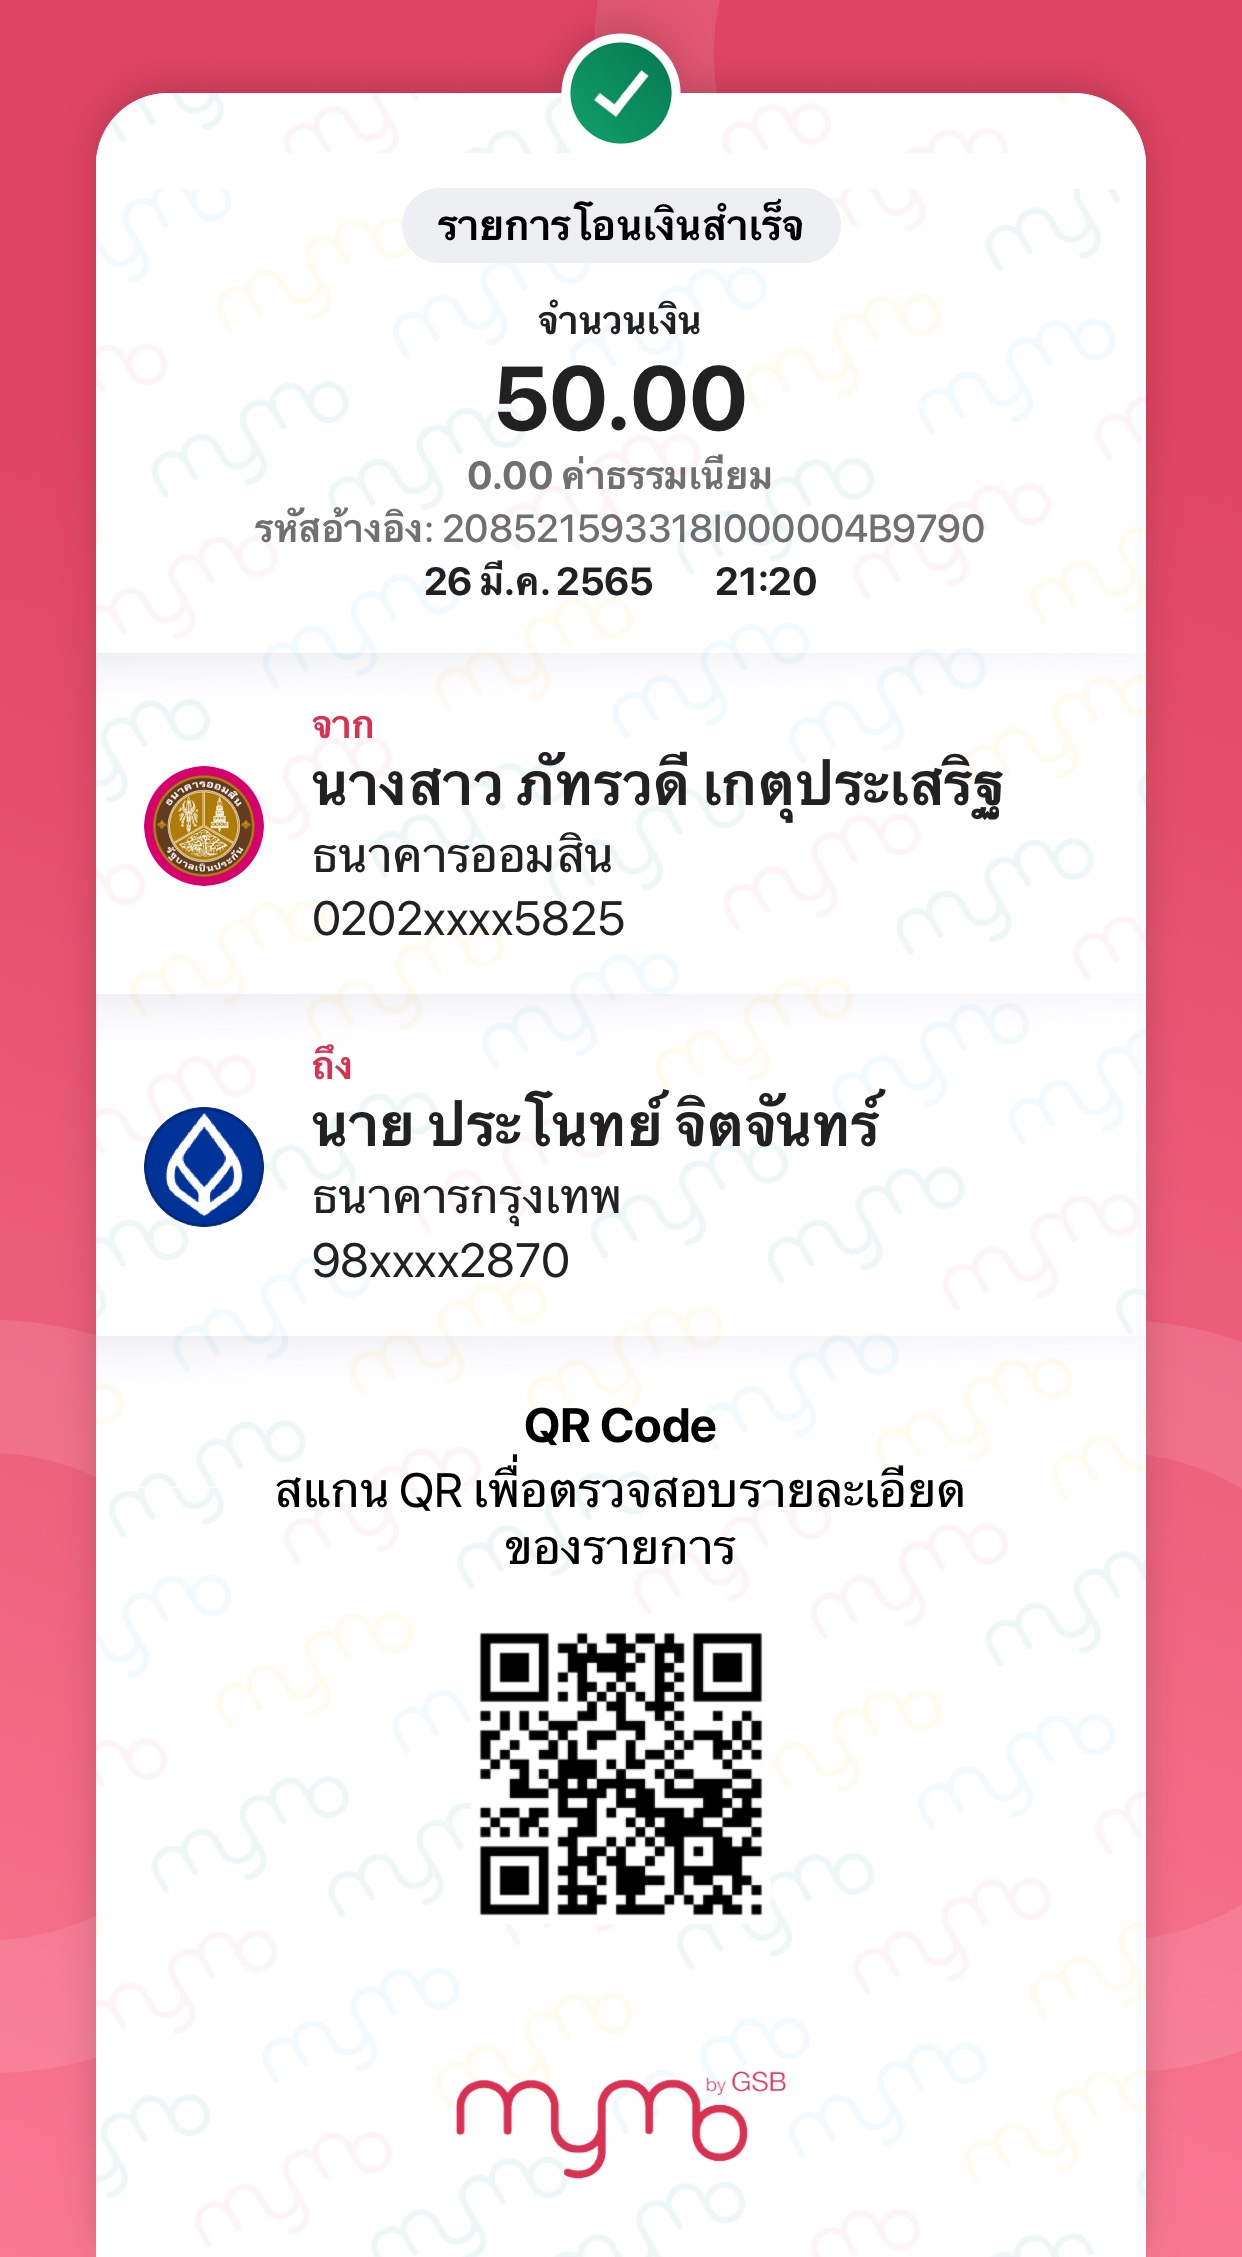 รายการโอนเงินสำเร็จ
จำนวนเงิน
50.00
0.00 ค่าธรรมเนียม
รหัสอ้างอิง: 208521593318I000004B9790
26 มี.ค. 2565 21:20
จาก
นางสาว ภัทรวดี เกตุประเสริฐ
ธนาคารออมสิน
0202xxxx5825
ถึง
นาย ประโนทย์ จิตจันทร์
ธนาคารกรุงเทพ
98xxxx2870
QR Code
สแกน QR เพื่อตรวจสอบรายละเอียด
ของรายการ
mymo by GSB